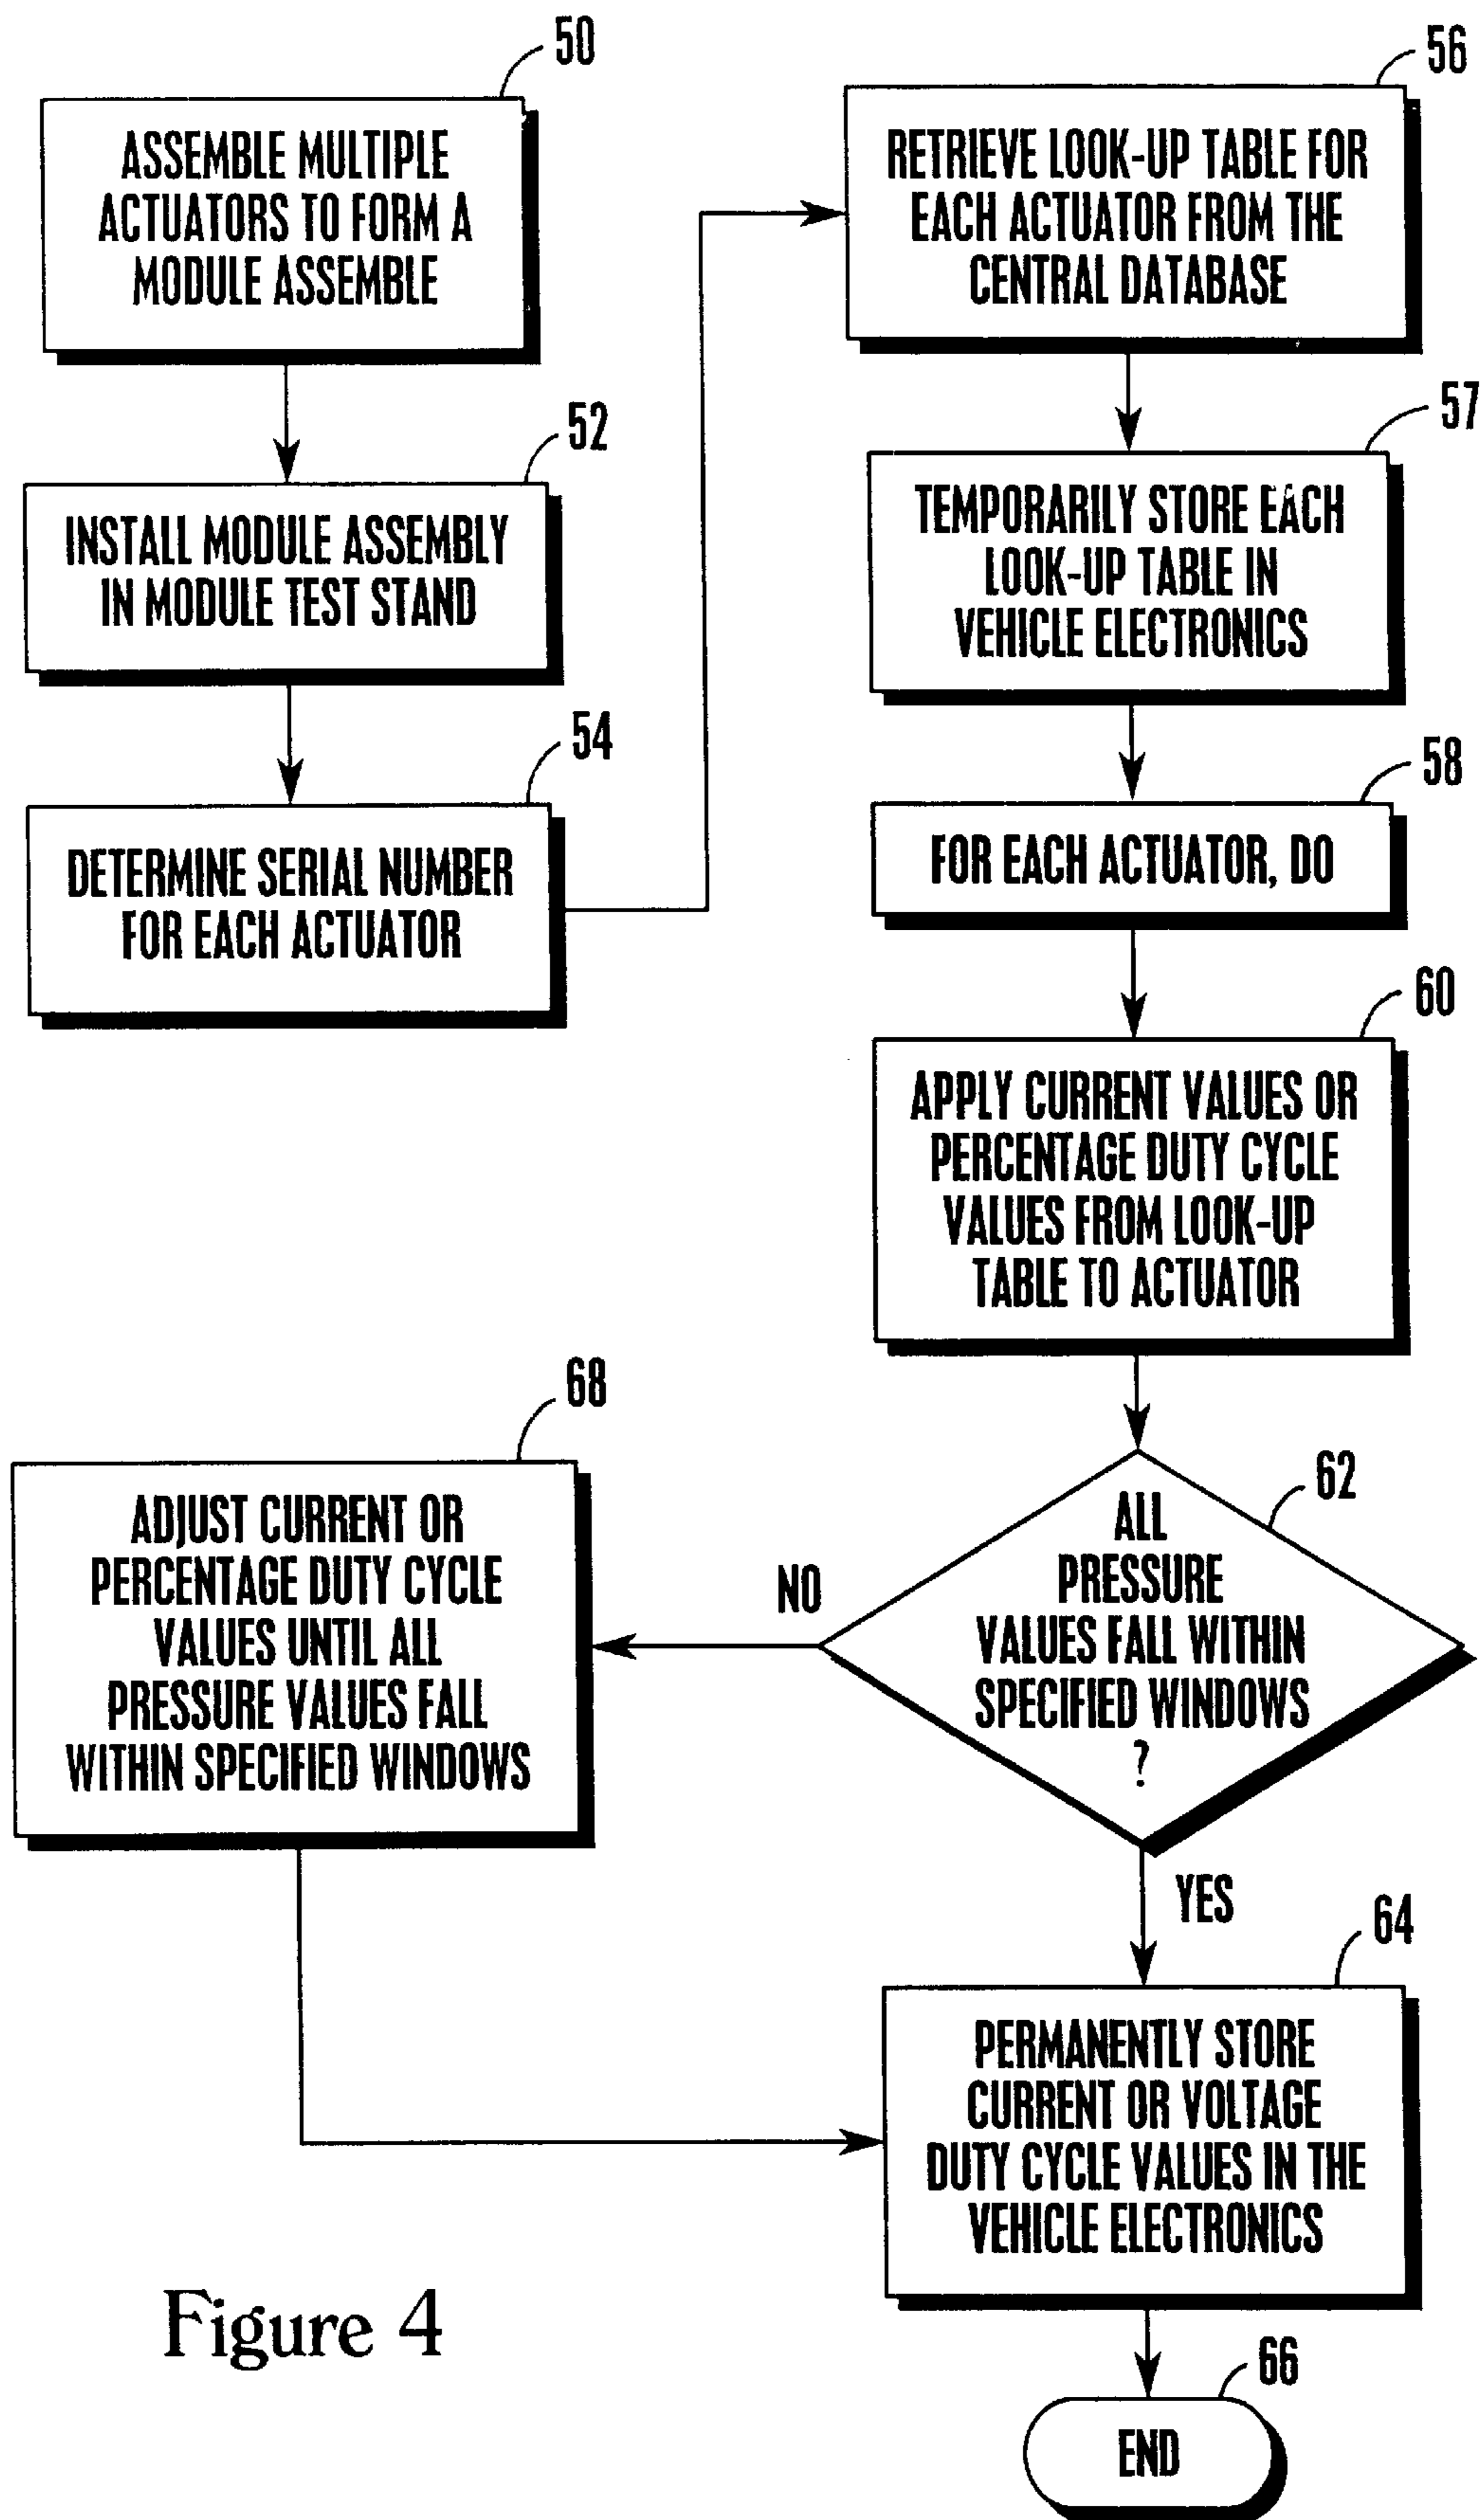 50
ASSEMBLE MULTIPLE
ACTUATORS TO FORM A
MODULE ASSEMBLE
52
INSTALL MODULE ASSEMBLY
IN MODULE TEST STAND
54
DETERMINE SERIAL NUMBER
FOR EACH ACTUATOR
56
RETRIEVE LOOK-UP TABLE FOR
EACH ACTUATOR FROM THE
CENTRAL DATABASE
57
TEMPORARILY STORE EACH
LOOK-UP TABLE IN
VEHICLE ELECTRONICS
58
FOR EACH ACTUATOR, DO
60
APPLY CURRENT VALUES OR
PERCENTAGE DUTY CYCLE
VALUES FROM LOOK-UP
TABLE TO ACTUATOR
62
ALL
PRESSURE
VALUES FALL WITHIN
SPECIFIED WINDOWS
?
NO
68
ADJUST CURRENT OR
PERCENTAGE DUTY CYCLE
VALUES UNTIL ALL
PRESSURE VALUES FALL
WITHIN SPECIFIED WINDOWS
YES
64
PERMANENTLY STORE
CURRENT OR VOLTAGE
DUTY CYCLE VALUES IN THE
VEHICLE ELECTRONICS
66
END
Figure 4